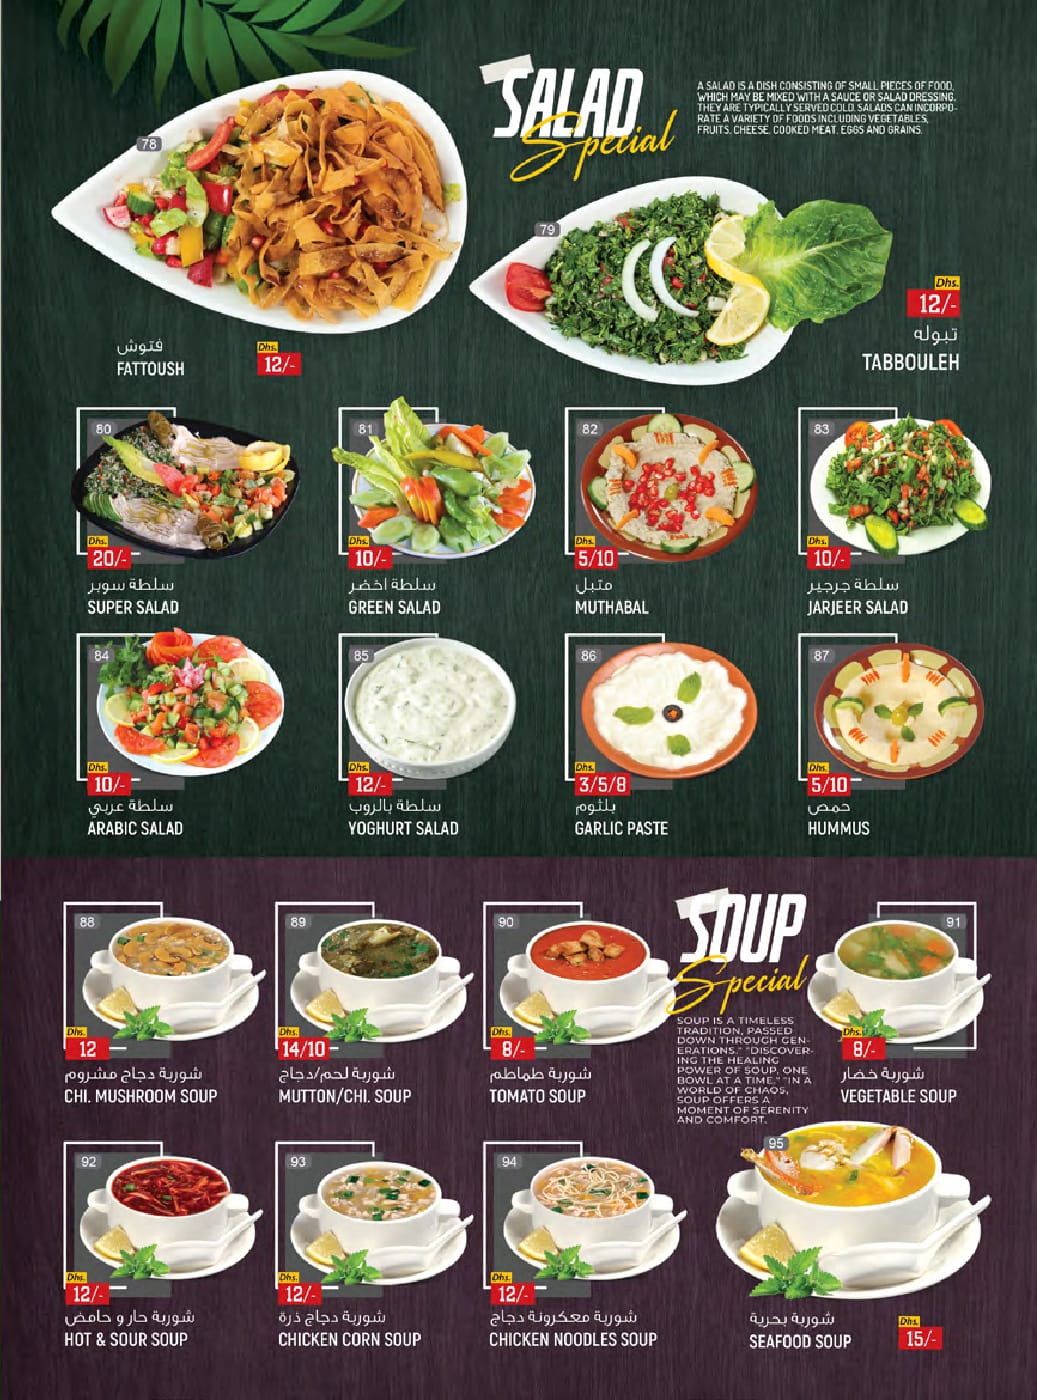 SALAD
Special
A SALAD IS A DISH CONSISTING OF SMALL PIECES OF FOOD,
WHICH MAY BE MIXED WITH A SAUCE OR SALAD DRESSING.
THEY ARE TYPICALLY SERVED COLD. SALADS CAN INCORPO-
RATE A VARIETY OF FOODS INCLUDING VEGETABLES,
FRUITS, CHEESE, COOKED MEAT, EGGS AND GRAINS.
78
فتوش
FATTOUSH
Dhs.
12/-
79
Dhs.
12/-
تبوله
TABBOULEH
80
Dhs.
20/-
سلطة سوبر
SUPER SALAD
81
Dhs.
10/-
سلطة اخضر
GREEN SALAD
82
Dhs.
5/10
متبل
MUTHABAL
83
Dhs.
10/-
سلطة جرجير
JARJEER SALAD
84
Dhs.
10/-
سلطة عربي
ARABIC SALAD
85
Dhs.
12/-
سلطة بالروب
YOGHURT SALAD
86
Dhs.
3/5/8
بلثوم
GARLIC PASTE
87
Dhs.
5/10
حمص
HUMMUS
SOUP
Special
SOUP IS A TIMELESS
TRADITION, PASSED
DOWN THROUGH GEN-
ERATIONS." "DISCOVER-
ING THE HEALING
POWER OF SOUP, ONE
BOWL AT A TIME." "IN A
WORLD OF CHAOS,
SOUP OFFERS A
MOMENT OF SERENITY
AND COMFORT.
88
Dhs.
12
شوربة دجاج مشروم
CHI. MUSHROOM SOUP
89
Dhs.
14/10
شوربة لحم/دجاج
MUTTON/CHI. SOUP
90
Dhs.
8/-
شوربة طماطم
TOMATO SOUP
91
Dhs.
8/-
شوربة خضار
VEGETABLE SOUP
92
Dhs.
12/-
شوربة حار و حامض
HOT & SOUR SOUP
93
Dhs.
12/-
شوربة دجاج ذرة
CHICKEN CORN SOUP
94
Dhs.
12/-
شوربة معكرونة دجاج
CHICKEN NOODLES SOUP
95
شوربة بحرية
SEAFOOD SOUP
Dhs.
15/-